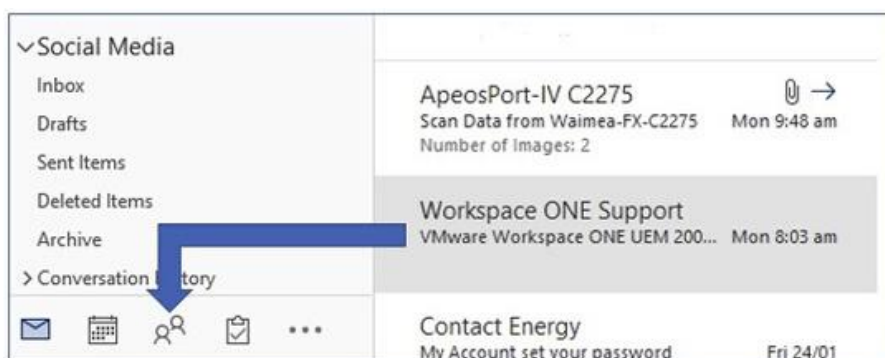 Social Media
Inbox
Drafts
Sent Items
Deleted Items
Archive
Conversation
ApeosPort-IV C2275
Scan Data from Waimea-FX-C2275 Mon 9:48 am
Number of Images: 2
Workspace ONE Support
VMware Workspace ONE UEM 200... Mon 8:03 am
Contact Energy
My Account set your password Fri 24/01